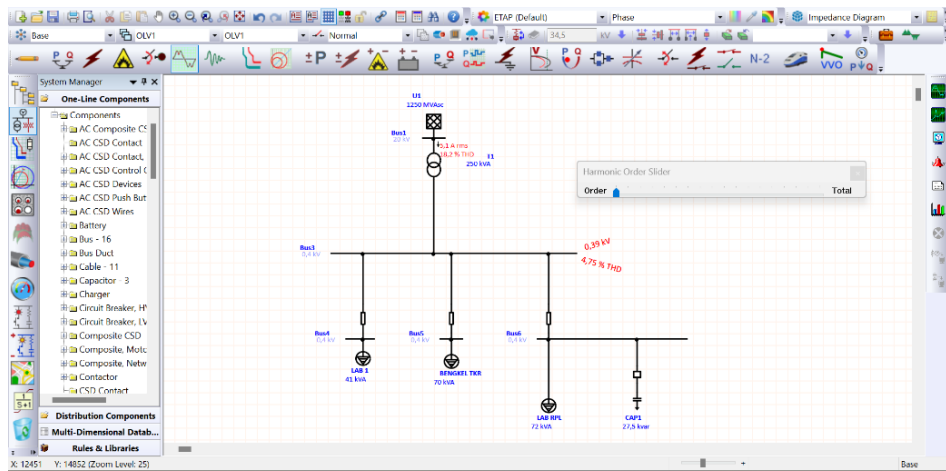 ETAP (Default)
Phase
Impedance Diagram
Base
OLV1
OLV1
Normal
34,5
kV
N-2
VVO
System Manager
One-Line Components
Components
AC Composite CS
AC CSD Contact
AC CSD Contact,
AC CSD Control C
AC CSD Devices
AC CSD Push But
AC CSD Wires
Battery
Bus - 16
Bus Duct
Cable - 11
Capacitor - 3
Charger
Circuit Breaker, H
Circuit Breaker, LV
Composite CSD
Composite, Moto
Composite, Netw
Contactor
CSD Contact
Distribution Components
Multi-Dimensional Datab...
Rules & Libraries
U1
1250 MVAsc
Bus1
20 kV
5,1 A rms
18,2 % THD
250 kVA
Harmonic Order Slider
Order
Total
Bus3
0,4 kV
0,39 kV
4,75 % THD
Bus4
0,4 kV
Bus5
0,4 kV
Bus6
0,4 kV
LAB 1
41 kVA
BENGKEL TKR
70 kVA
LAB RPL
72 kVA
CAP1
27,5 kvar
X: 12451
Y: 14852 (Zoom Level: 25)
Base